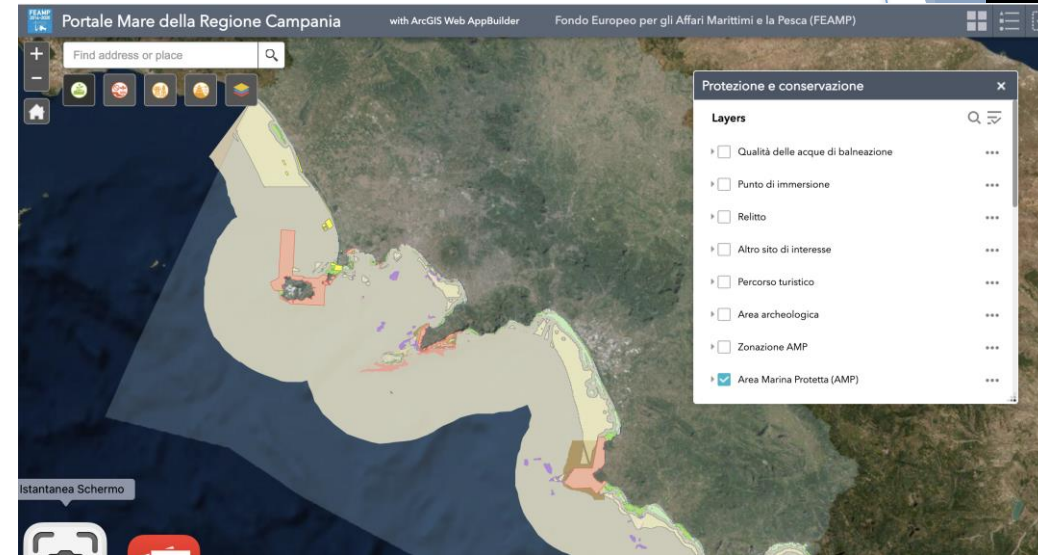 FEAMP
Portale Mare della Regione Campania
with ArcGIS Web AppBuilder
Fondo Europeo per gli Affari Marittimi e la Pesca (FEAMP)
Find address or place
Protezione e conservazione
Layers
Qualità delle acque di balneazione
Punto di immersione
Relitto
Altro sito di interesse
Percorso turistico
Area archeologica
Zonazione AMP
Area Marina Protetta (AMP)
Istantanea Schermo